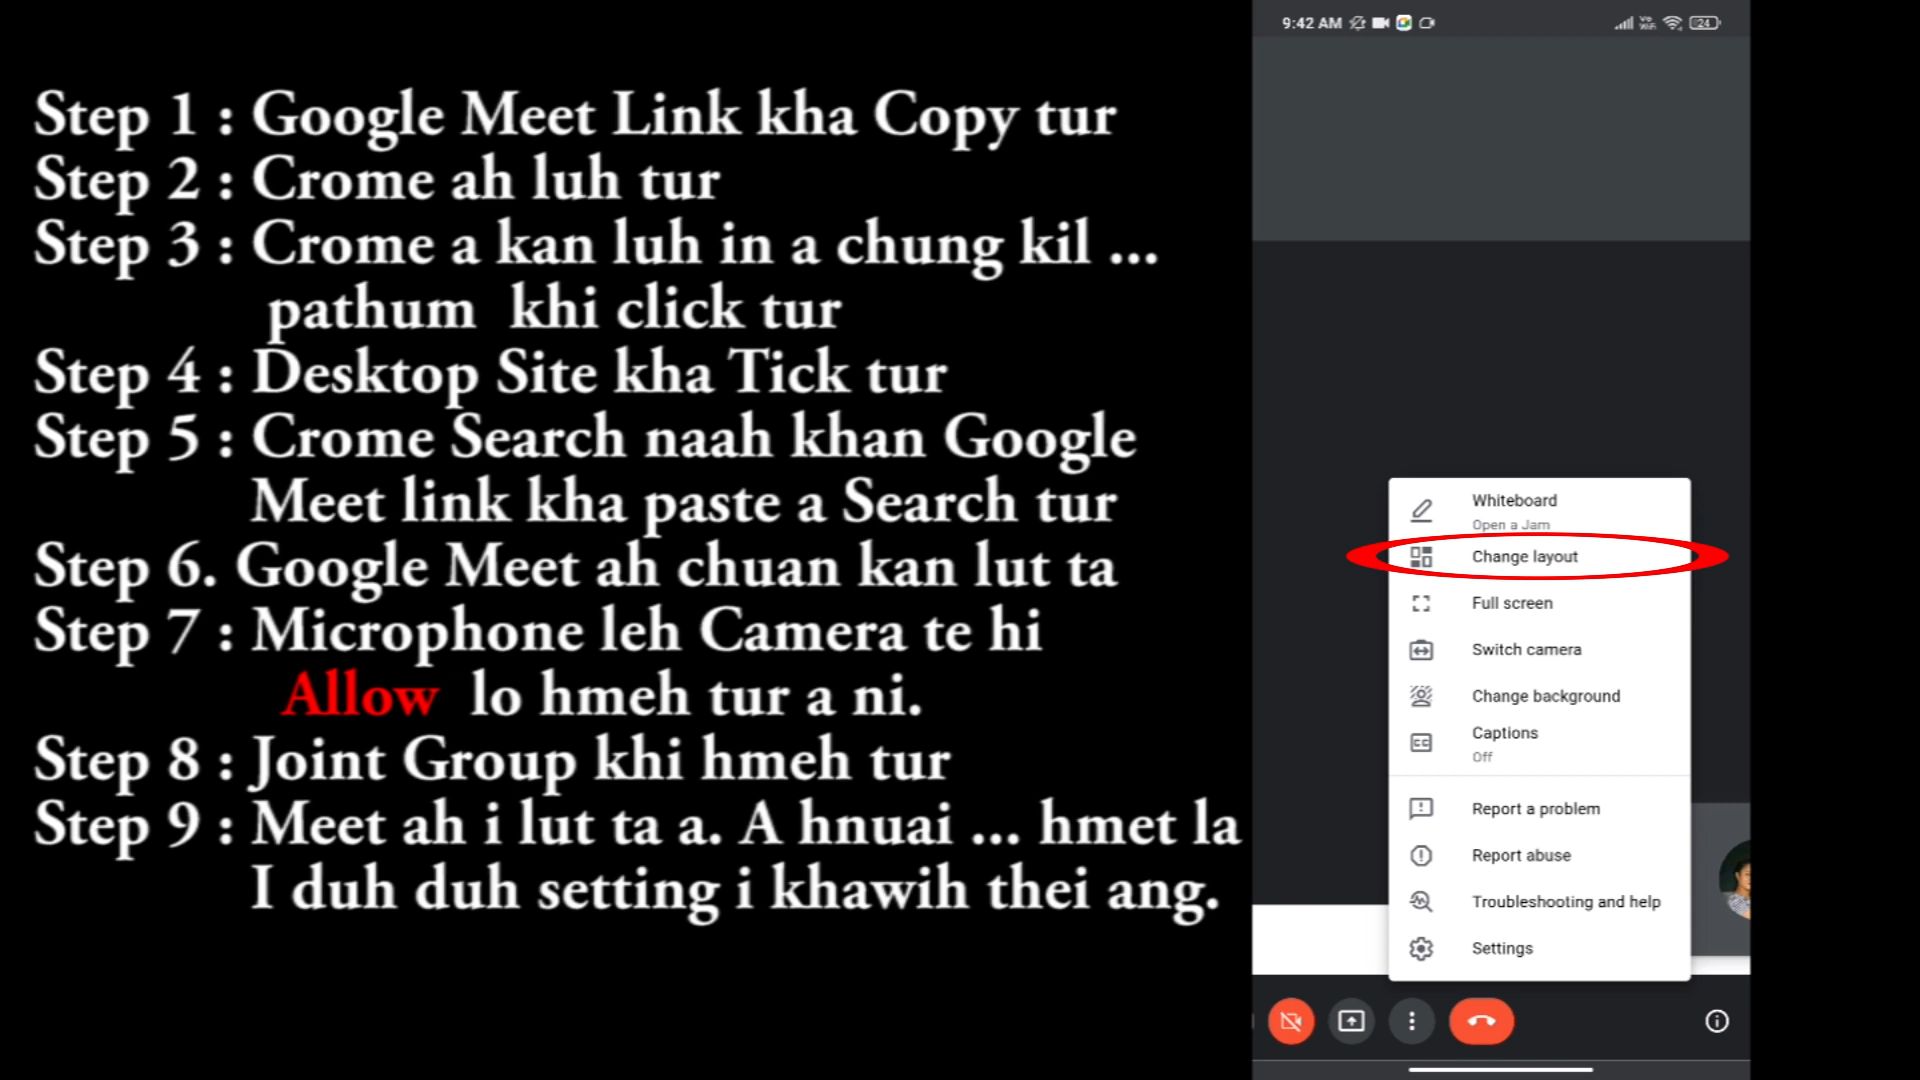 Step 1 : Google Meet Link kha Copy tur
Step 2 : Crome ah luh tur
Step 3 : Crome a kan luh in a chung kil ...
pathum khi click tur
Step 4 : Desktop Site kha Tick tur
Step 5 : Crome Search naah khan Google
Meet link kha paste a Search tur
Step 6. Google Meet ah chuan kan lut ta
Step 7 : Microphone leh Camera te hi
Allow lo hmeh tur a ni.
Step 8 : Joint Group khi hmeh tur
Step 9 : Meet ah i lut ta a. A hnuai ... hmet la
I duh duh setting i khawih thei ang.
9:42 AM
Vo
WiFi
24
Whiteboard
Open a Jam
Change layout
Full screen
Switch camera
Change background
Captions
Off
Report a problem
Report abuse
Troubleshooting and help
Settings